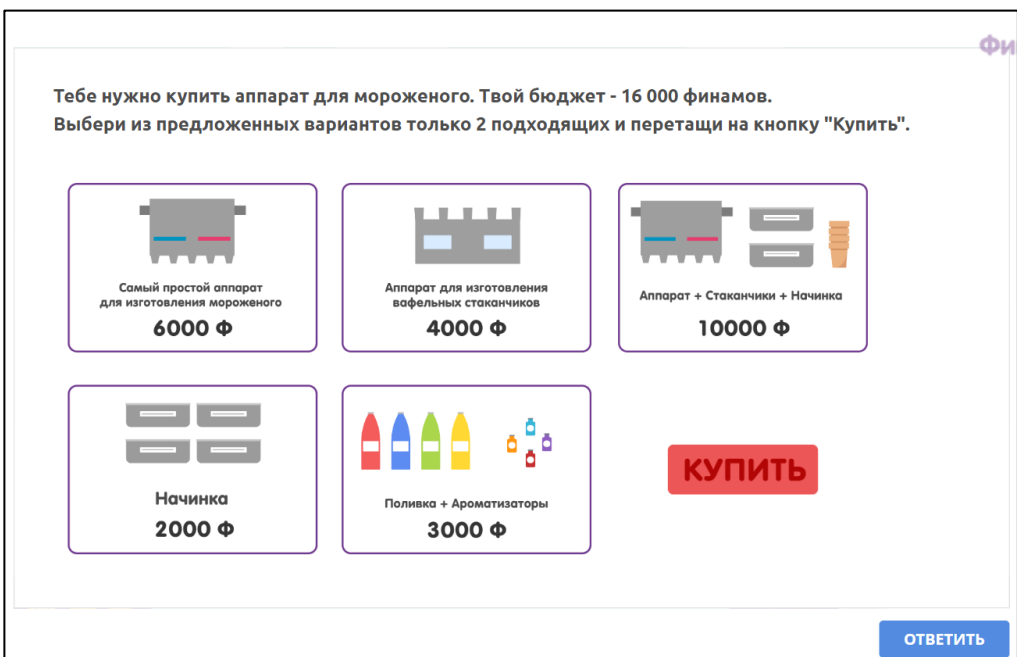 Фи
Тебе нужно купить аппарат для мороженого. Твой бюджет - 16 000 финамов.
Выбери из предложенных вариантов только 2 подходящих и перетащи на кнопку "Купить".
Самый простой аппарат
для изготовления мороженого
6000 Ф
Аппарат для изготовления
вафельных стаканчиков
4000 Ф
Аппарат + Стаканчики + Начинка
10000 Ф
Начинка
2000 Ф
Поливка + Ароматизаторы
3000 Ф
КУПИТЬ
ОТВЕТИТЬ